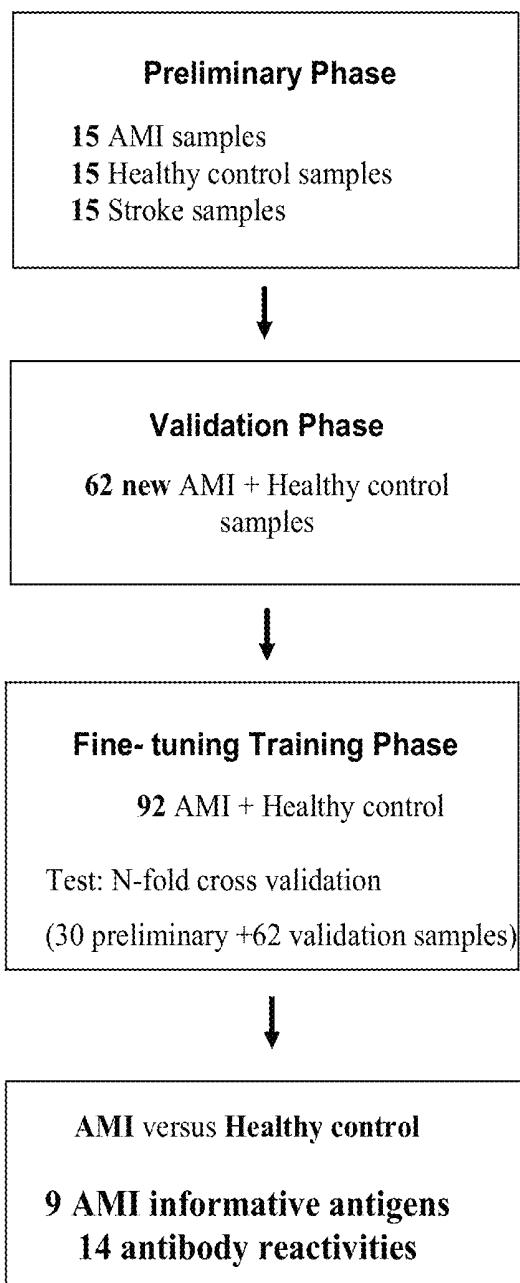 Preliminary Phase
15 AMI samples
15 Healthy control samples
15 Stroke samples
Validation Phase
62 new AMI + Healthy control
samples
Fine- tuning Training Phase
92 AMI + Healthy control
Test: N-fold cross validation
(30 preliminary +62 validation samples)
AMI versus Healthy control
9 AMI informative antigens
14 antibody reactivities